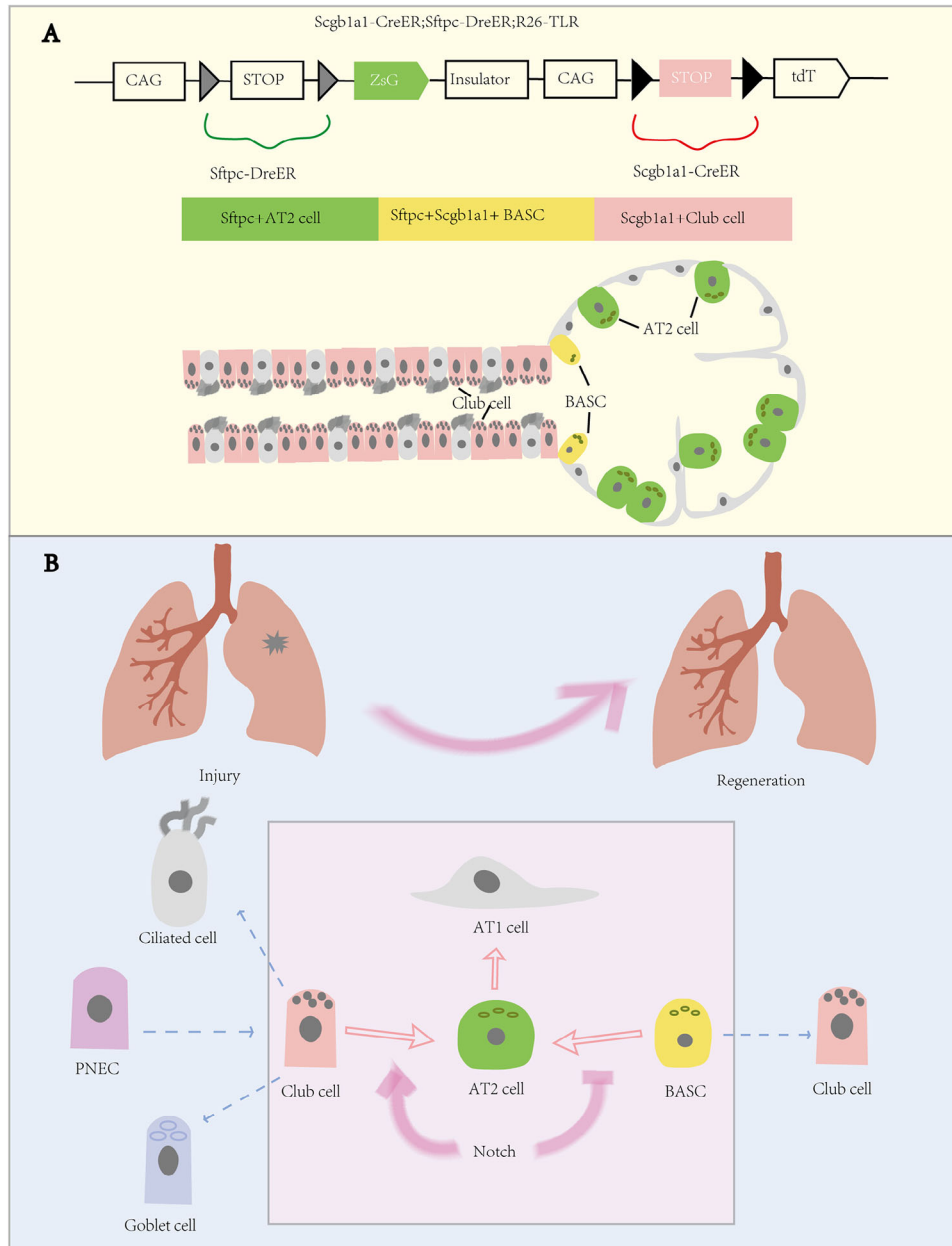 A
Scgb1a1-CreER;Sftpc-DreER;R26-TLR
CAG STOP ZsG Insulator CAG STOP tdT
Sftpc-DreER Scgb1a1-CreER
Sftpc+AT2 cell Sftpc+Scgb1a1+ BASC Scgb1a1+Club cell
AT2 cell
Club cell
BASC
B
Injury
Regeneration
Ciliated cell
AT1 cell
PNEC
Club cell
AT2 cell
BASC
Club cell
Notch
Goblet cell